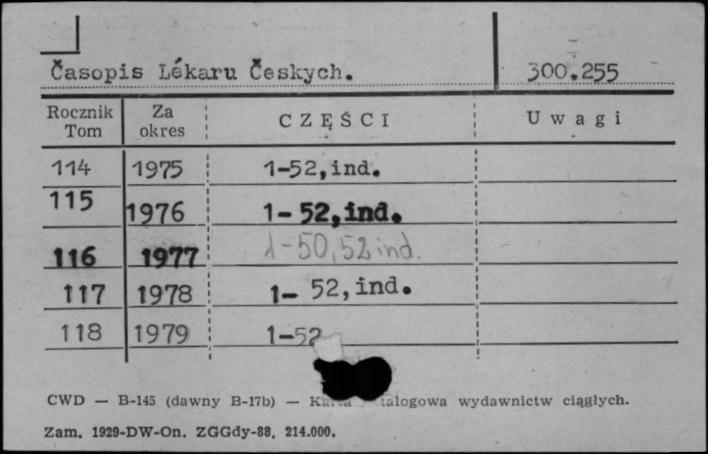 Časopis Lékaru Českych. 300.255
Rocznik Tom Za okres CZĘŚCI Uwagi
114 1975 1-52,ind.
115 1976 1-52,ind.
116 1977 1-50,52 ind.
117 1978 1- 52,ind.
118 1979 1-52
CWD — B-145 (dawny B-17b) — talogowa wydawnictw ciągłych.
Zam. 1929-DW-On. ZGGdy-88. 214.000.